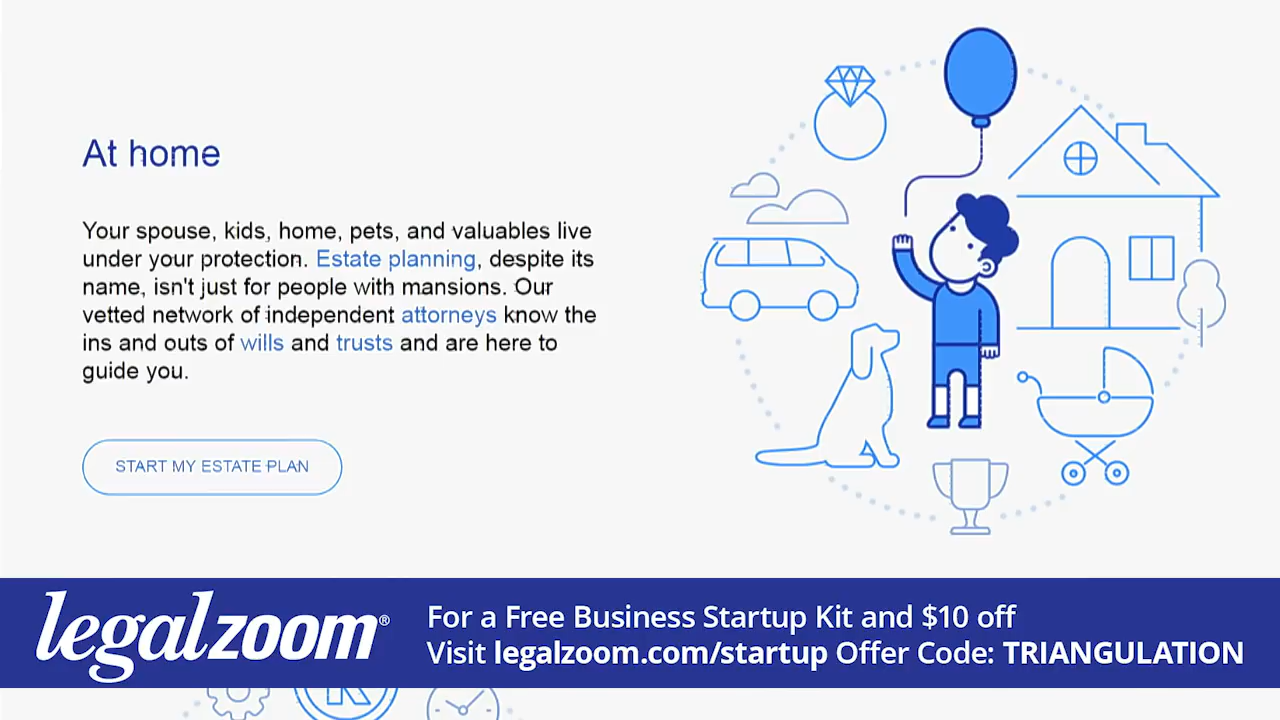 At home
Your spouse, kids, home, pets, and valuables live
under your protection. Estate planning, despite its
name, isn't just for people with mansions. Our
vetted network of independent attorneys know the
ins and outs of wills and trusts and are here to
guide you.
START MY ESTATE PLAN
legalzoom®
For a Free Business Startup Kit and $10 off
Visit legalzoom.com/startup Offer Code: TRIANGULATION